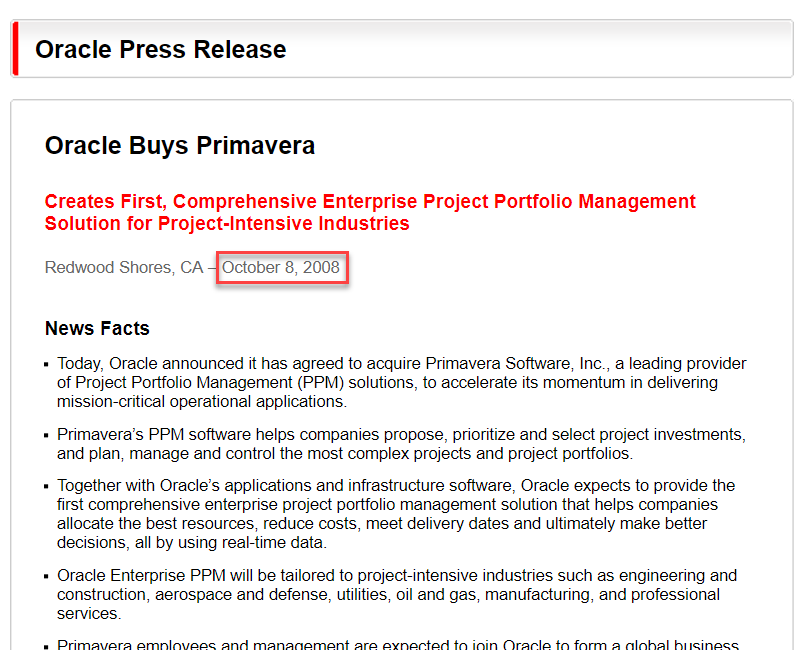 Oracle Press Release
Oracle Buys Primavera
Creates First, Comprehensive Enterprise Project Portfolio Management
Solution for Project-Intensive Industries
Redwood Shores, CA – October 8, 2008
News Facts
▪ Today, Oracle announced it has agreed to acquire Primavera Software, Inc., a leading provider
of Project Portfolio Management (PPM) solutions, to accelerate its momentum in delivering
mission-critical operational applications.
▪ Primavera’s PPM software helps companies propose, prioritize and select project investments,
and plan, manage and control the most complex projects and project portfolios.
▪ Together with Oracle’s applications and infrastructure software, Oracle expects to provide the
first comprehensive enterprise project portfolio management solution that helps companies
allocate the best resources, reduce costs, meet delivery dates and ultimately make better
decisions, all by using real-time data.
▪ Oracle Enterprise PPM will be tailored to project-intensive industries such as engineering and
construction, aerospace and defense, utilities, oil and gas, manufacturing, and professional
services.
▪ Primavera employees and management are expected to join Oracle to form a global business